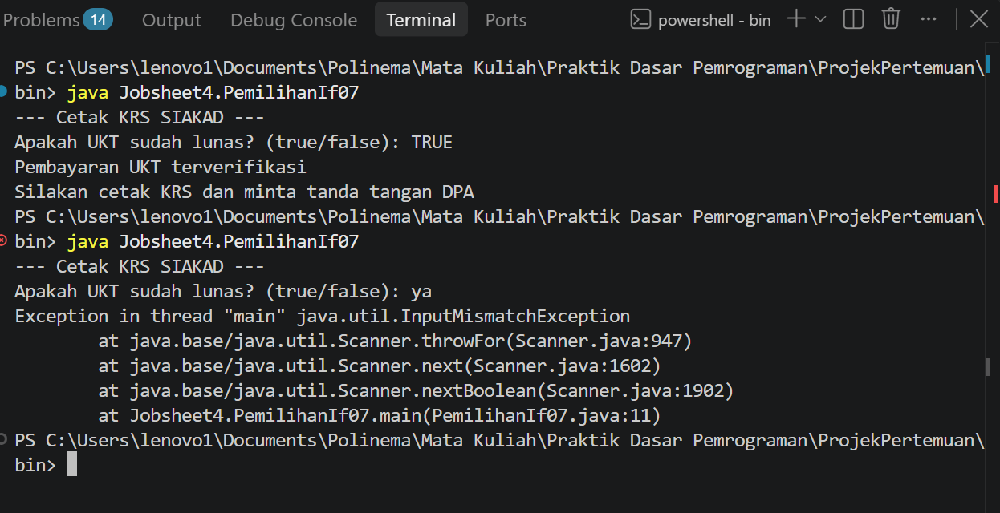 Problems 14 Output Debug Console Terminal Ports powershell - bin
PS C:\Users\lenovo1\Documents\Polinema\Mata Kuliah\Praktik Dasar Pemrograman\ProjekPertemuan\
bin> java Jobsheet4.PemilihanIf07
--- Cetak KRS SIAKAD ---
Apakah UKT sudah lunas? (true/false): TRUE
Pembayaran UKT terverifikasi
Silakan cetak KRS dan minta tanda tangan DPA
PS C:\Users\lenovo1\Documents\Polinema\Mata Kuliah\Praktik Dasar Pemrograman\ProjekPertemuan\
bin> java Jobsheet4.PemilihanIf07
--- Cetak KRS SIAKAD ---
Apakah UKT sudah lunas? (true/false): ya
Exception in thread "main" java.util.InputMismatchException
        at java.base/java.util.Scanner.throwFor(Scanner.java:947)
        at java.base/java.util.Scanner.next(Scanner.java:1602)
        at java.base/java.util.Scanner.nextBoolean(Scanner.java:1902)
        at Jobsheet4.PemilihanIf07.main(PemilihanIf07.java:11)
PS C:\Users\lenovo1\Documents\Polinema\Mata Kuliah\Praktik Dasar Pemrograman\ProjekPertemuan\
bin>